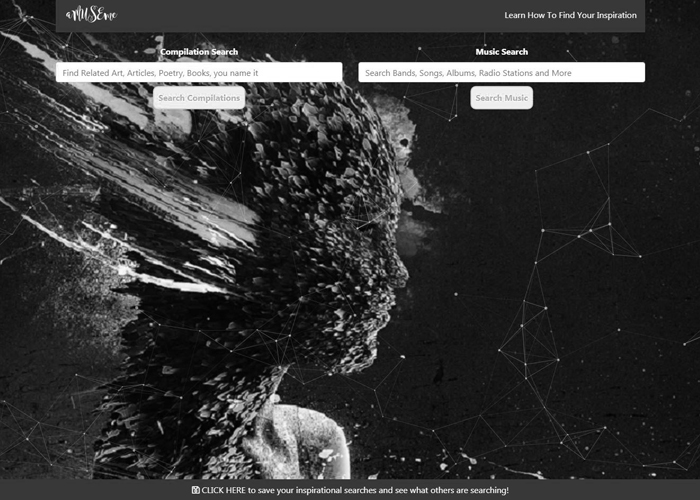 aMUSEme
Learn How To Find Your Inspiration
Compilation Search
Music Search
Find Related Art, Articles, Poetry, Books, you name it
Search Bands, Songs, Albums, Radio Stations and More
Search Compilations
Search Music
CLICK HERE to save your inspirational searches and see what others are searching!